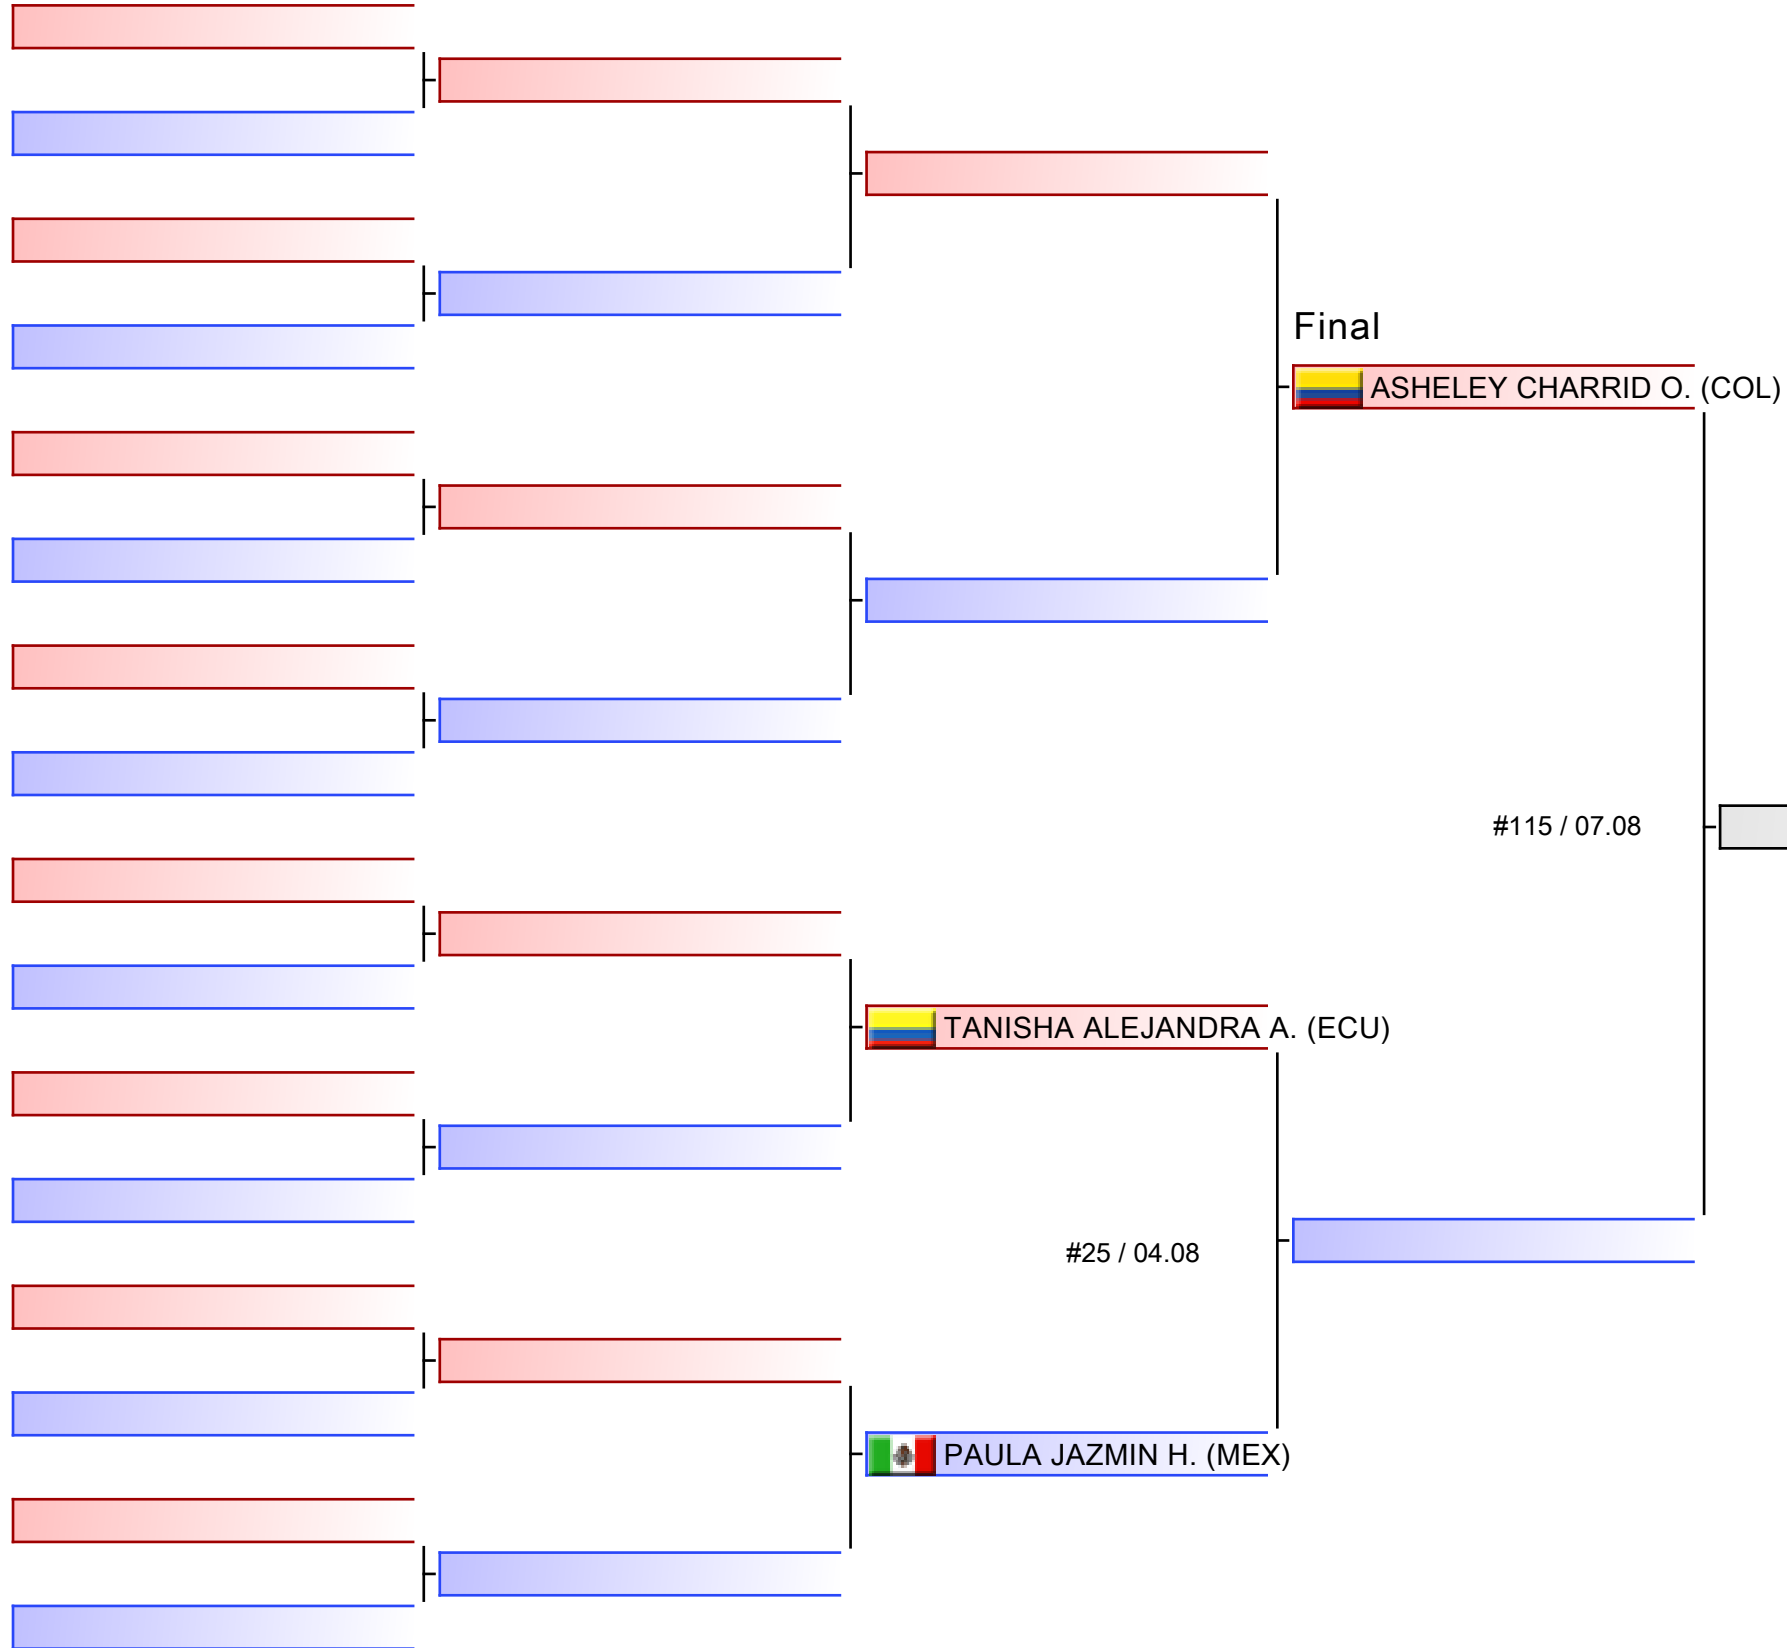 Final
ASHELEY CHARRID O. (COL)
#115 / 07.08
TANISHA ALEJANDRA A. (ECU)
#25 / 04.08
PAULA JAZMIN H. (MEX)